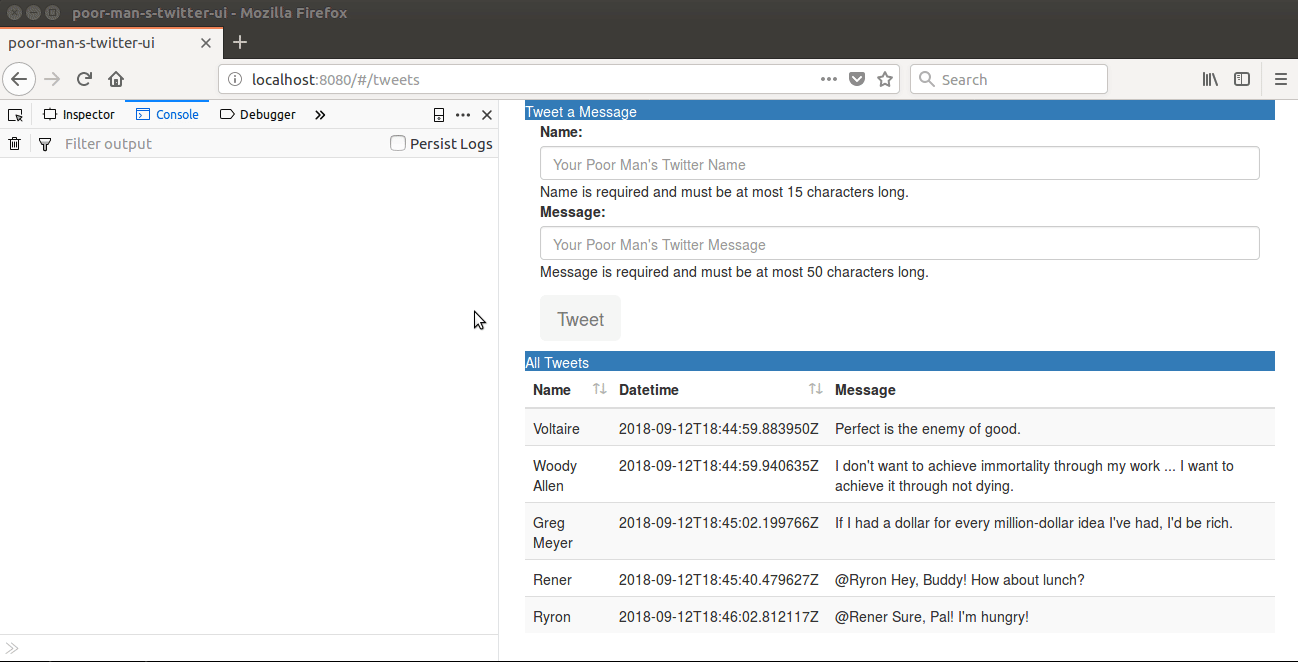 poor-man-s-twitter-ui - Mozilla Firefox
poor-man-s-twitter-ui
localhost:8080/#/tweets
Search
Inspector
Console
Debugger
Filter output
Persist Logs
Tweet a Message
Name:
Your Poor Man's Twitter Name
Name is required and must be at most 15 characters long.
Message:
Your Poor Man's Twitter Message
Message is required and must be at most 50 characters long.
Tweet
All Tweets
Name Datetime Message
Voltaire 2018-09-12T18:44:59.883950Z Perfect is the enemy of good.
Woody 2018-09-12T18:44:59.940635Z I don't want to achieve immortality through my work ... I want to
Allen achieve it through not dying.
Greg 2018-09-12T18:45:02.199766Z If I had a dollar for every million-dollar idea I've had, I'd be rich.
Meyer
Rener 2018-09-12T18:45:40.479627Z @Ryron Hey, Buddy! How about lunch?
Ryron 2018-09-12T18:46:02.812117Z @Rener Sure, Pal! I'm hungry!